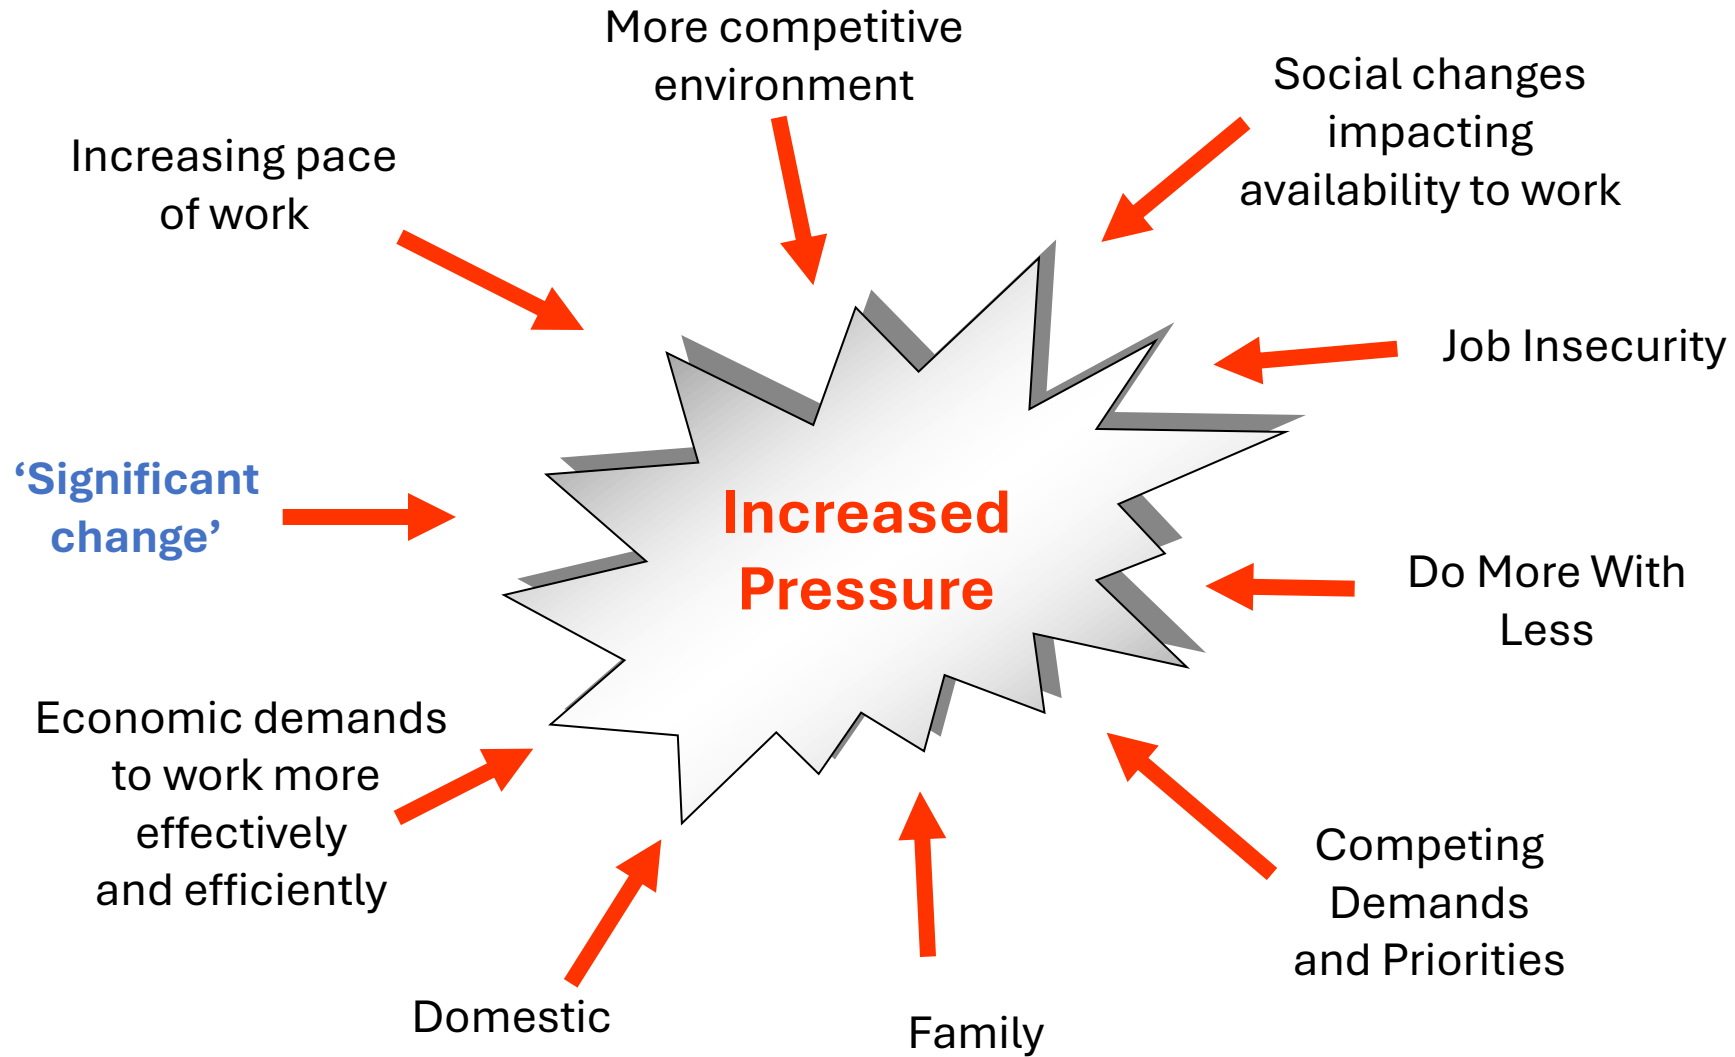 More competitive
environment
Social changes
impacting
availability to work
Increasing pace
of work
Job Insecurity
‘Significant
change’
Increased
Pressure
Do More With
Less
Economic demands
to work more
effectively
and efficiently
Competing
Demands
and Priorities
Domestic
Family